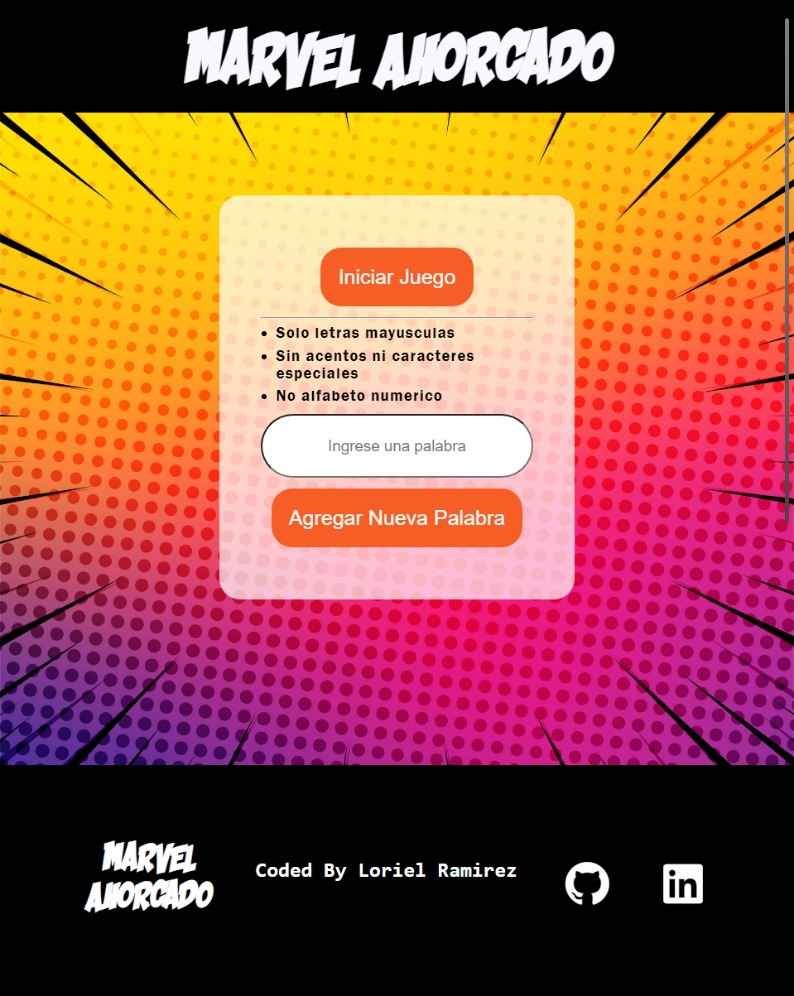 MARVEL AHORCADO
Iniciar Juego
Solo letras mayusculas
Sin acentos ni caracteres
especiales
No alfabeto numerico
Ingrese una palabra
Agregar Nueva Palabra
MARVEL
AHORCADO
Coded By Loriel Ramirez
in